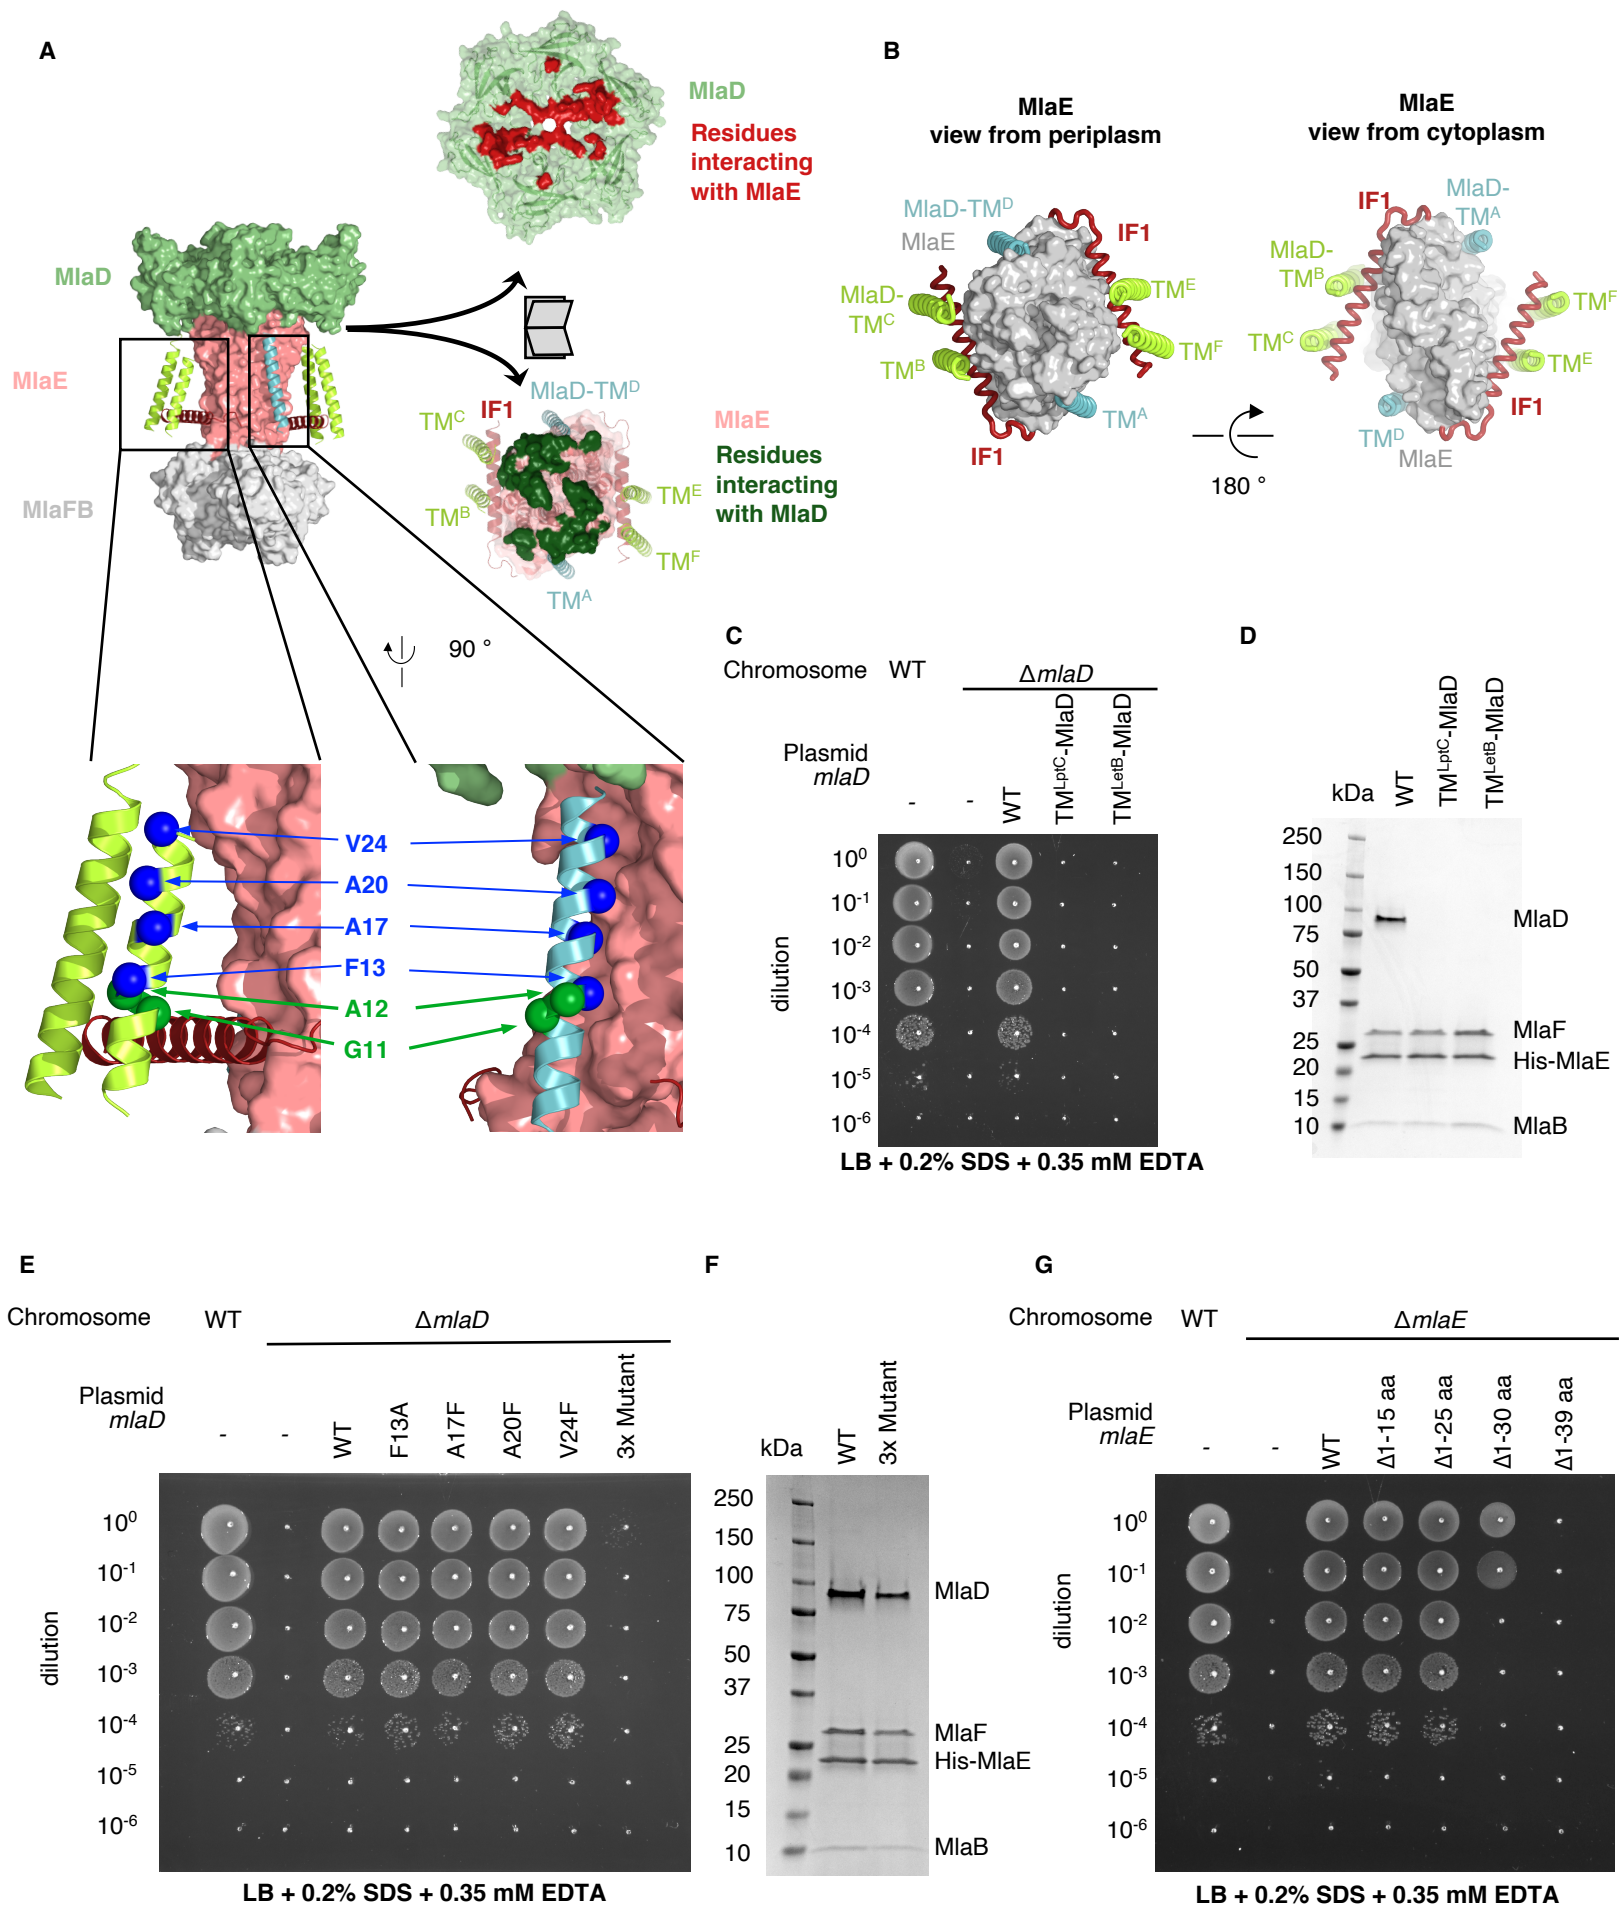 A
MlaD
Residues
interacting
with MlaE
MlaD
MlaE
MlaFB
MlaD-TMᴰ
IF1
TMᶜ
MlaE
Residues
interacting
with MlaD
TMᴱ
TMᴮ
TMᶠ
TMᴬ
90 °
V24
A20
A17
F13
A12
G11
B
MlaE
view from periplasm
MlaE
view from cytoplasm
MlaD-TMᴰ
MlaE
IF1
MlaD-
TMᶜ
TMᴱ
TMᴮ
TMᶠ
TMᴬ
IF1
180 °
IF1
MlaD-
TMᴬ
MlaD-
TMᴮ
TMᶠ
TMᶜ
TMᴱ
IF1
TMᴰ
MlaE
C
Chromosome WT ΔmlaD
Plasmid
mlaD
- - WT TM^LptC-MlaD TM^LetB-MlaD
dilution
10⁰
10⁻¹
10⁻²
10⁻³
10⁻⁴
10⁻⁵
10⁻⁶
LB + 0.2% SDS + 0.35 mM EDTA
D
kDa WT TM^LptC-MlaD TM^LetB-MlaD
250
150
100
75
50
37
25
20
15
10
MlaD
MlaF
His-MlaE
MlaB
E
Chromosome WT ΔmlaD
Plasmid
mlaD
- - WT F13A A17F A20F V24F 3x Mutant
dilution
10⁰
10⁻¹
10⁻²
10⁻³
10⁻⁴
10⁻⁵
10⁻⁶
LB + 0.2% SDS + 0.35 mM EDTA
F
kDa WT 3x Mutant
250
150
100
75
50
37
25
20
15
10
MlaD
MlaF
His-MlaE
MlaB
G
Chromosome WT ΔmlaE
Plasmid
mlaE
- - WT Δ1-15 aa Δ1-25 aa Δ1-30 aa Δ1-39 aa
dilution
10⁰
10⁻¹
10⁻²
10⁻³
10⁻⁴
10⁻⁵
10⁻⁶
LB + 0.2% SDS + 0.35 mM EDTA